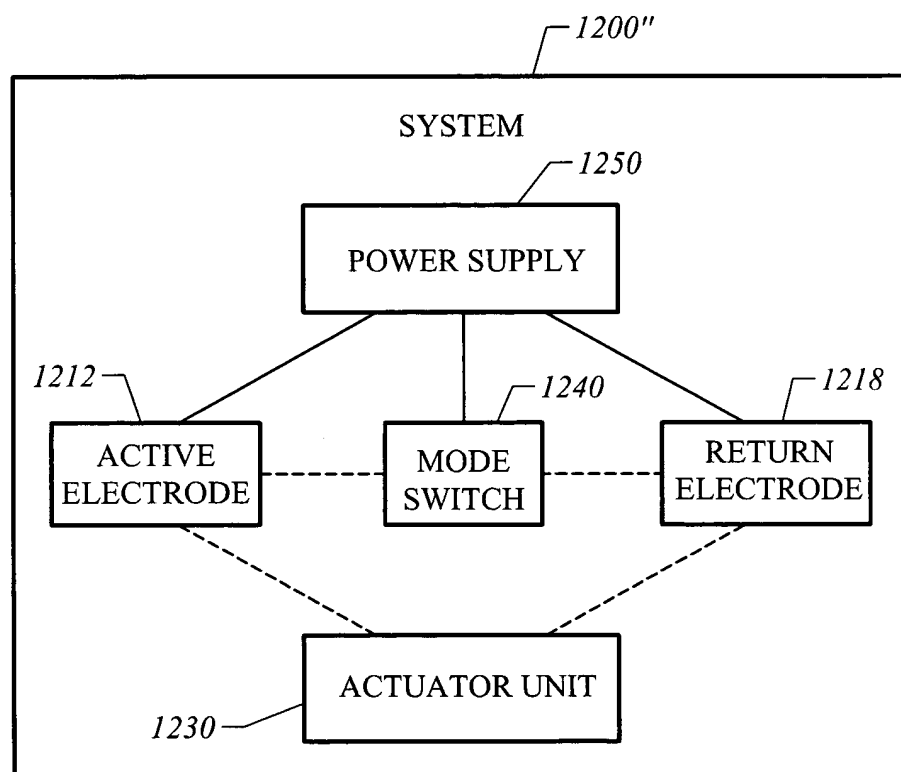 1200"
SYSTEM
1250
POWER SUPPLY
1212
1240
1218
ACTIVE
ELECTRODE
MODE
SWITCH
RETURN
ELECTRODE
ACTUATOR UNIT
1230